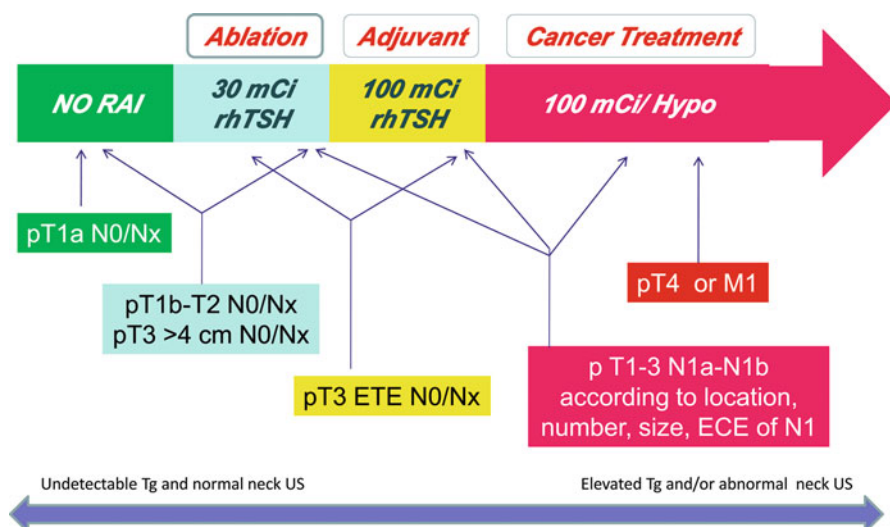 Ablation
Adjuvant
Cancer Treatment
NO RAI
30 mCi
rhTSH
100 mCi
rhTSH
100 mCi/ Hypo
pT1a N0/Nx
pT1b-T2 N0/Nx
pT3 >4 cm N0/Nx
pT3 ETE N0/Nx
pT4 or M1
p T1-3 N1a-N1b
according to location,
number, size, ECE of N1
Undetectable Tg and normal neck US
Elevated Tg and/or abnormal neck US